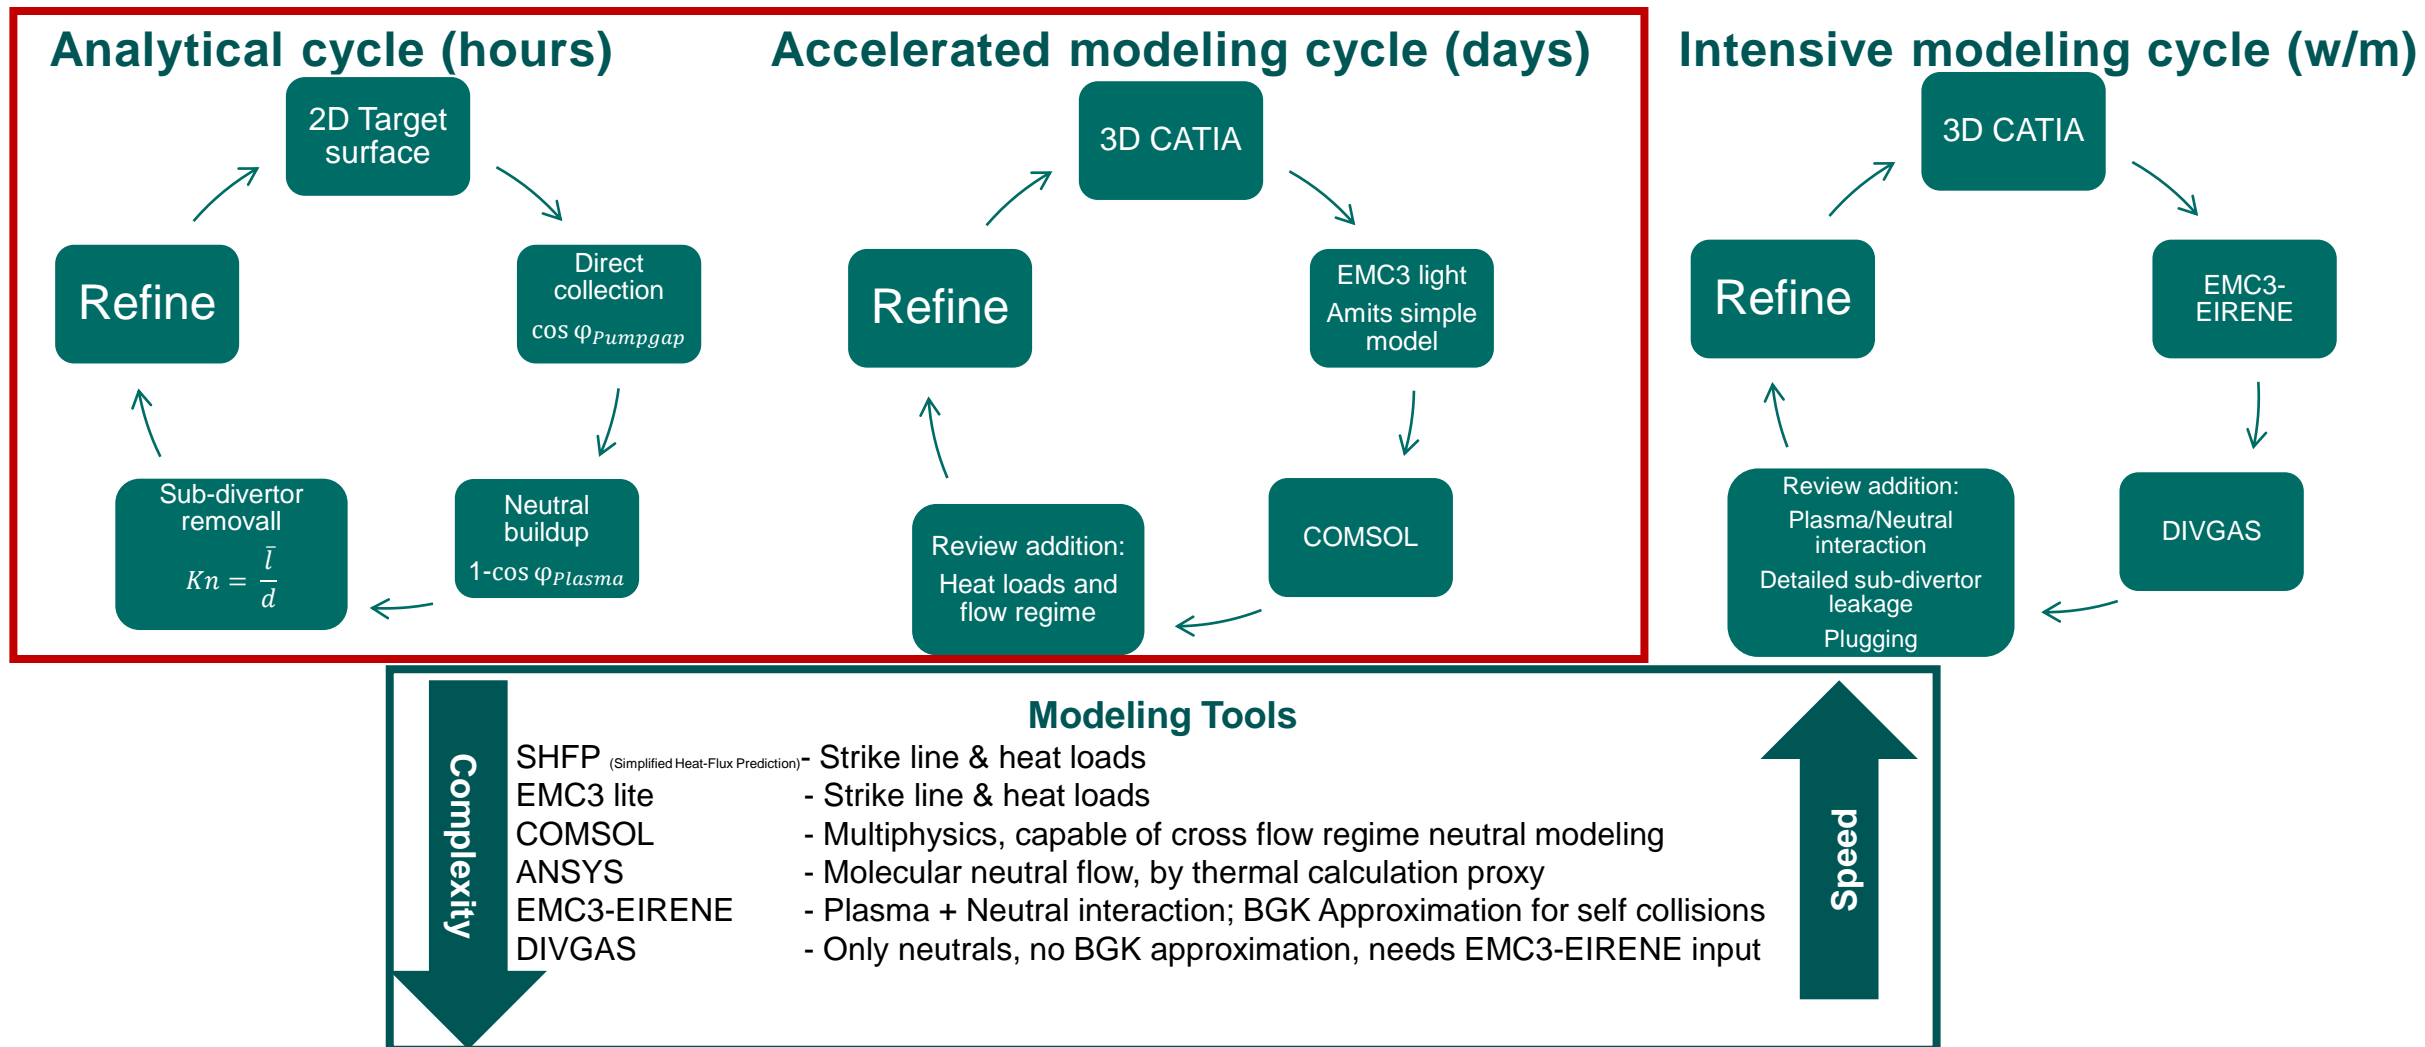 Analytical cycle (hours)
2D Target
surface
Direct
collection
cos φ_Pumpgap
Neutral
buildup
1-cos φ_Plasma
Sub-divertor
removall
Kn = l̄/d
Refine
Accelerated modeling cycle (days)
3D CATIA
EMC3 light
Amits simple
model
COMSOL
Review addition:
Heat loads and
flow regime
Refine
Intensive modeling cycle (w/m)
3D CATIA
EMC3-
EIRENE
DIVGAS
Review addition:
Plasma/Neutral
interaction
Detailed sub-divertor
leakage
Plugging
Refine
Complexity
Modeling Tools
SHFP (Simplified Heat-Flux Prediction)- Strike line & heat loads
EMC3 lite - Strike line & heat loads
COMSOL - Multiphysics, capable of cross flow regime neutral modeling
ANSYS - Molecular neutral flow, by thermal calculation proxy
EMC3-EIRENE - Plasma + Neutral interaction; BGK Approximation for self collisions
DIVGAS - Only neutrals, no BGK approximation, needs EMC3-EIRENE input
Speed